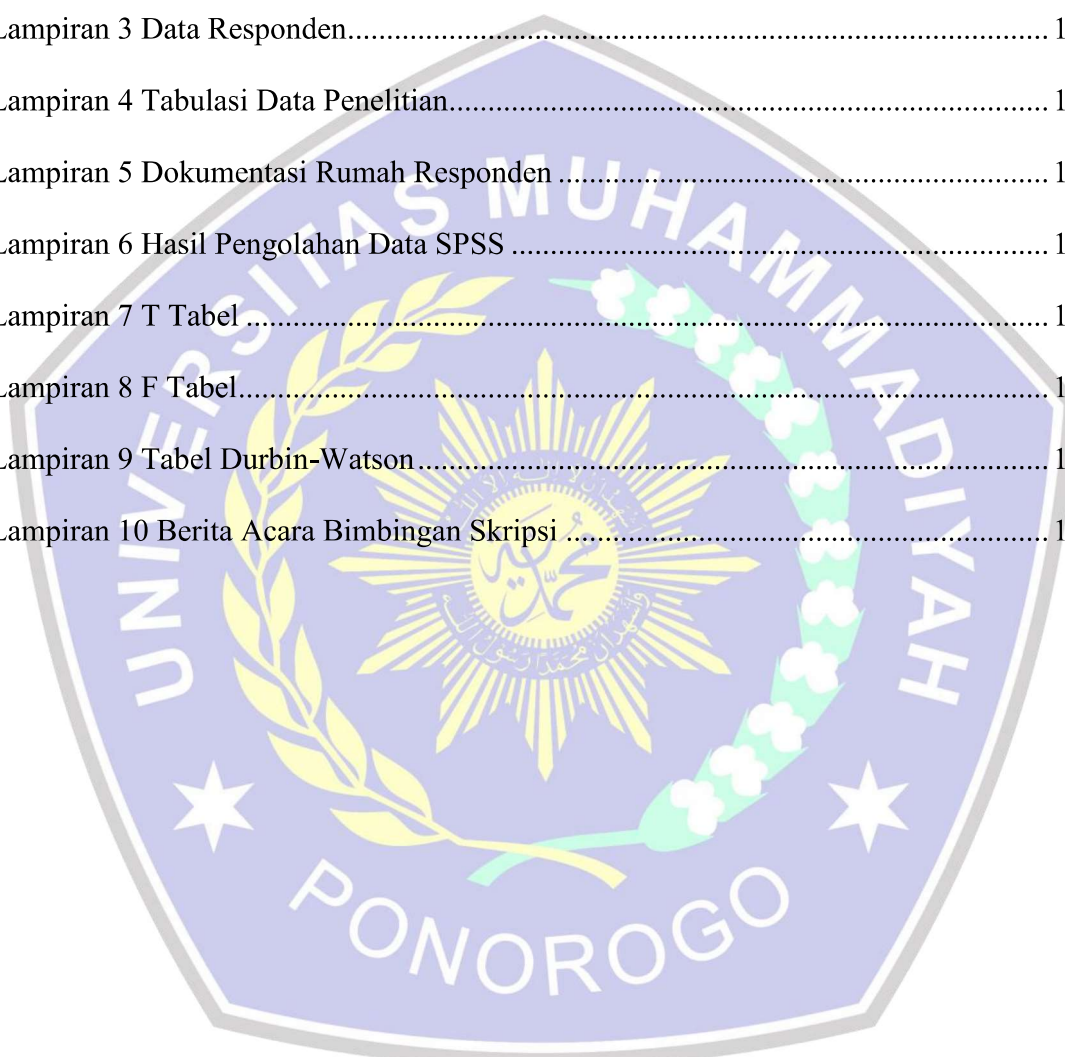 Lampiran 3 Data Responden.................................................................................... 1
Lampiran 4 Tabulasi Data Penelitian........................................................................ 1
Lampiran 5 Dokumentasi Rumah Responden ........................................................... 1
Lampiran 6 Hasil Pengolahan Data SPSS ................................................................. 1
Lampiran 7 T Tabel ................................................................................................. 1
Lampiran 8 F Tabel.................................................................................................. 1
Lampiran 9 Tabel Durbin-Watson............................................................................ 1
Lampiran 10 Berita Acara Bimbingan Skripsi .......................................................... 1
UNIVERSITAS MUHAMMADIYAH
PONOROGO
محمدية